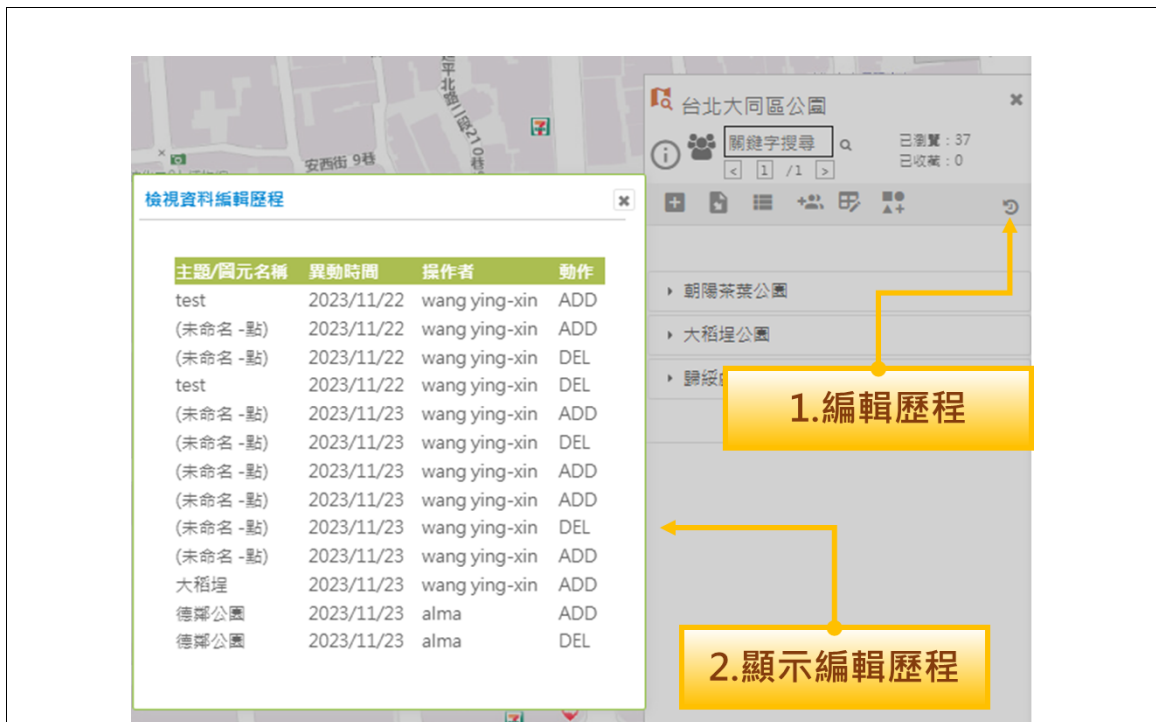 安西街 9巷
台北大同區公園
關鍵字搜尋
已瀏覽：37
已收藏：0
< 1 /1 >
檢視資料編輯歷程
主題/圖元名稱 異動時間 操作者 動作
test 2023/11/22 wang ying-xin ADD
(未命名 -點) 2023/11/22 wang ying-xin ADD
(未命名 -點) 2023/11/22 wang ying-xin DEL
test 2023/11/22 wang ying-xin DEL
(未命名 -點) 2023/11/23 wang ying-xin ADD
(未命名 -點) 2023/11/23 wang ying-xin DEL
(未命名 -點) 2023/11/23 wang ying-xin ADD
(未命名 -點) 2023/11/23 wang ying-xin ADD
(未命名 -點) 2023/11/23 wang ying-xin DEL
(未命名 -點) 2023/11/23 wang ying-xin ADD
大稻埕 2023/11/23 wang ying-xin ADD
德鄰公園 2023/11/23 alma ADD
德鄰公園 2023/11/23 alma DEL
朝陽茶葉公園
大稻埕公園
歸綏
1.編輯歷程
2.顯示編輯歷程